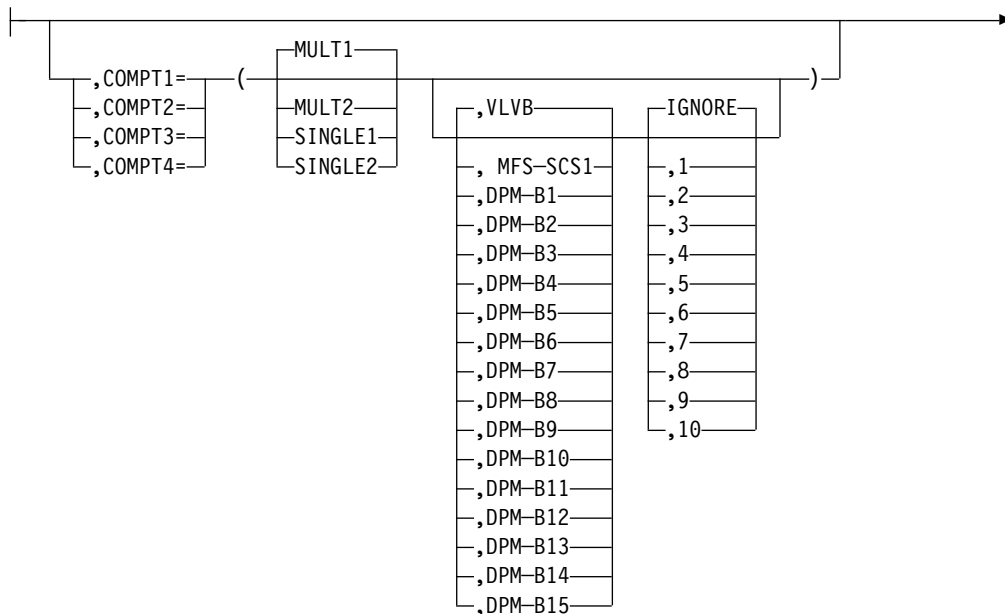 MULT1
,COMPT1= ( )
,COMPT2= MULT2 ,VLVB IGNORE
,COMPT3= SINGLE1
,COMPT4= SINGLE2 , MFS-SCS1 ,1
,DPM-B1 ,2
,DPM-B2 ,3
,DPM-B3 ,4
,DPM-B4 ,5
,DPM-B5 ,6
,DPM-B6 ,7
,DPM-B7 ,8
,DPM-B8 ,9
,DPM-B9 ,10
,DPM-B10
,DPM-B11
,DPM-B12
,DPM-B13
,DPM-B14
,DPM-B15